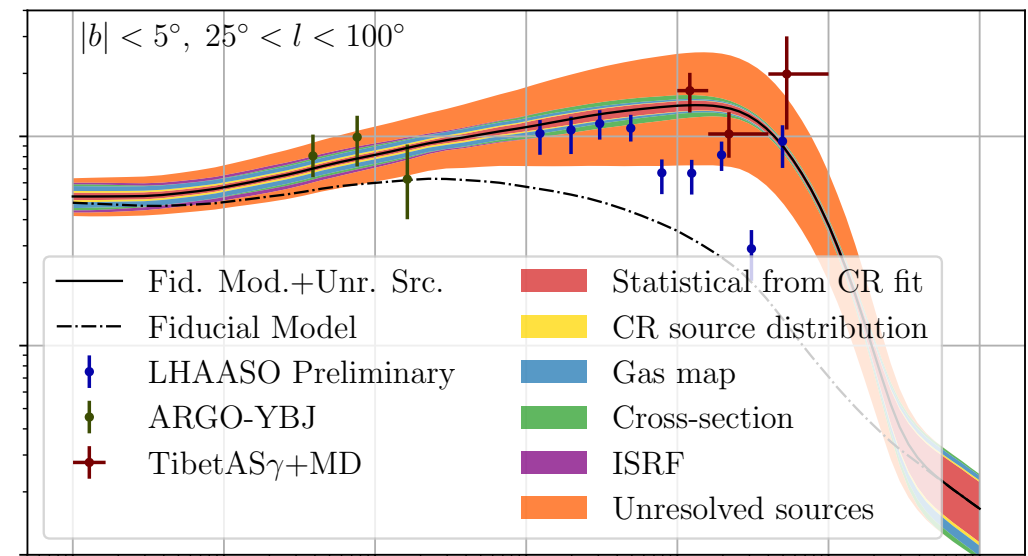 |b| < 5°, 25° < l < 100°
Fid. Mod.+Unr. Src.
Fiducial Model
LHAASO Preliminary
ARGO-YBJ
TibetASγ+MD
Statistical from CR fit
CR source distribution
Gas map
Cross-section
ISRF
Unresolved sources